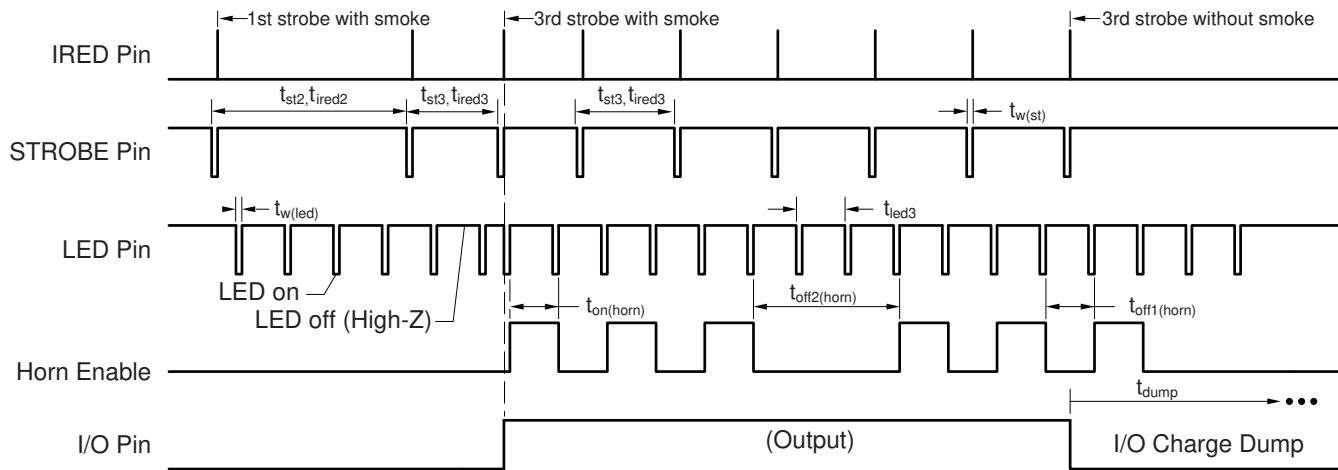 1st strobe with smoke
3rd strobe with smoke
3rd strobe without smoke
IRED Pin
tst2,tired2
tst3,tired3
tst3,tired3
tw(st)
STROBE Pin
tw(led)
tled3
LED Pin
LED on
LED off (High-Z)
ton(horn)
toff2(horn)
toff1(horn)
Horn Enable
tdump
I/O Pin
(Output)
I/O Charge Dump